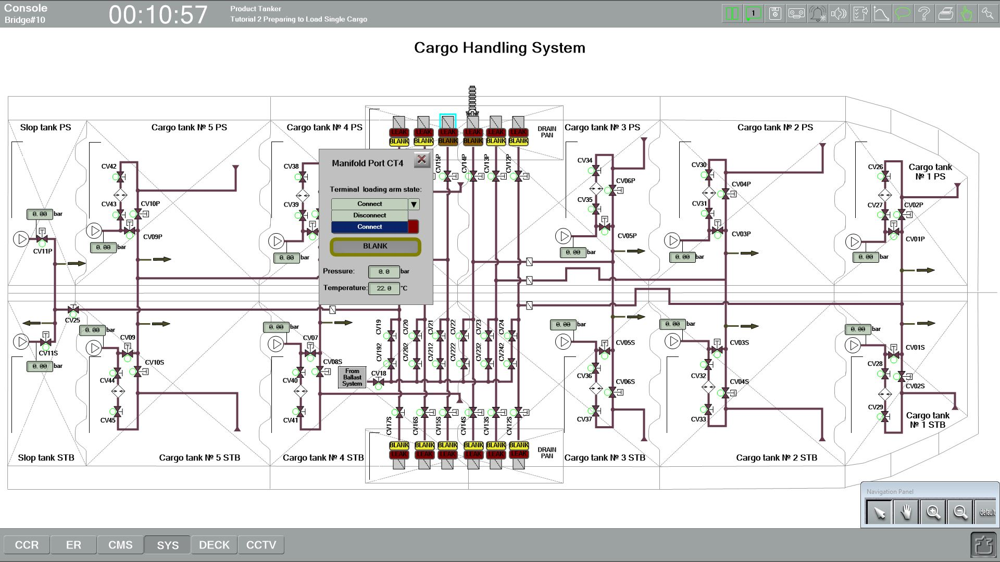 Console
Bridge#10
00:10:57
Product Tanker
Tutorial 2 Preparing to Load Single Cargo
1
Cargo Handling System
Slop tank PS
Cargo tank № 5 PS
Cargo tank № 4 PS
LEAK LEAK LEAK LEAK LEAK LEAK
BLANK BLANK BLANK BLANK BLANK BLANK
DRAIN
PAN
Cargo tank № 3 PS
Cargo tank № 2 PS
Cargo tank
№ 1 PS
CV15P CV14P CV13P CV12P
Manifold Port CT4
Terminal loading arm state:
Connect
Disconnect
Connect
BLANK
Pressure: 0.0 bar
Temperature: 22.0 °C
CV42
CV43
CV10P
CV09P
0.00 bar
CV11P
0.00 bar
CV38
CV39
0.00 bar
CV34
CV06P
CV35
CV05P
0.00 bar
CV30
CV04P
CV31
CV03P
0.00 bar
CV26
CV27
CV02P
CV01P
0.00 bar
CV25
0.00 bar
CV09
CV11S
0.00 bar
CV10S
CV44
CV45
0.00 bar
CV07
CV08S
CV40
CV41
From
Ballast
System
CV18
CV19 CV20 CV21 CV22 CV23 CV24
CV192 CV202 CV212 CV222 CV232 CV242
CV17S CV16S CV15S CV14S CV13S CV12S
0.00 bar
CV05S
CV36
CV06S
CV37
0.00 bar
CV03S
CV32
CV04S
CV33
0.00 bar
CV01S
CV28
CV02S
CV29
Cargo tank
№ 1 STB
BLANK BLANK BLANK BLANK BLANK BLANK
LEAK LEAK LEAK LEAK LEAK LEAK
DRAIN
PAN
Slop tank STB
Cargo tank № 5 STB
Cargo tank № 4 STB
Cargo tank № 3 STB
Cargo tank № 2 STB
Navigation Panel
default
CCR ER CMS SYS DECK CCTV